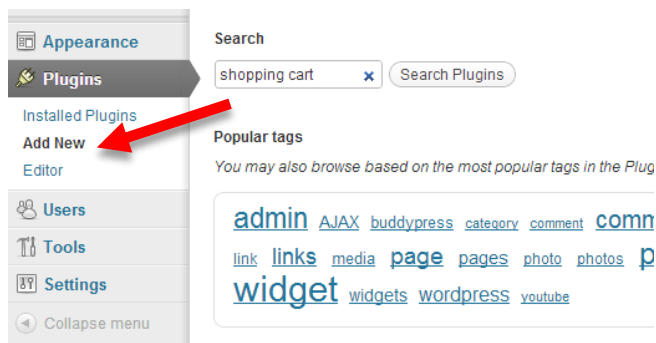 Appearance
Plugins
Installed Plugins
Add New
Editor
Users
Tools
Settings
Collapse menu
Search
shopping cart x Search Plugins
Popular tags
You may also browse based on the most popular tags in the Plug
admin AJAX buddypress category comment comm
link links media page pages photo photos p
widget widgets wordpress youtube